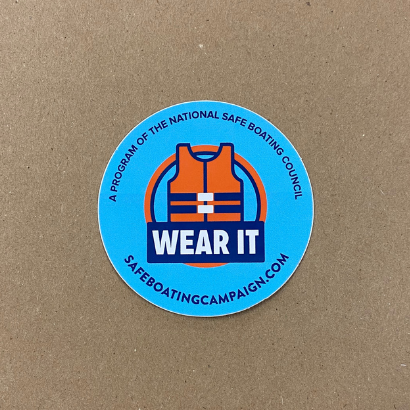 A PROGRAM OF THE NATIONAL SAFE BOATING COUNCIL
WEAR IT
SAFEBOATINGCAMPAIGN.COM